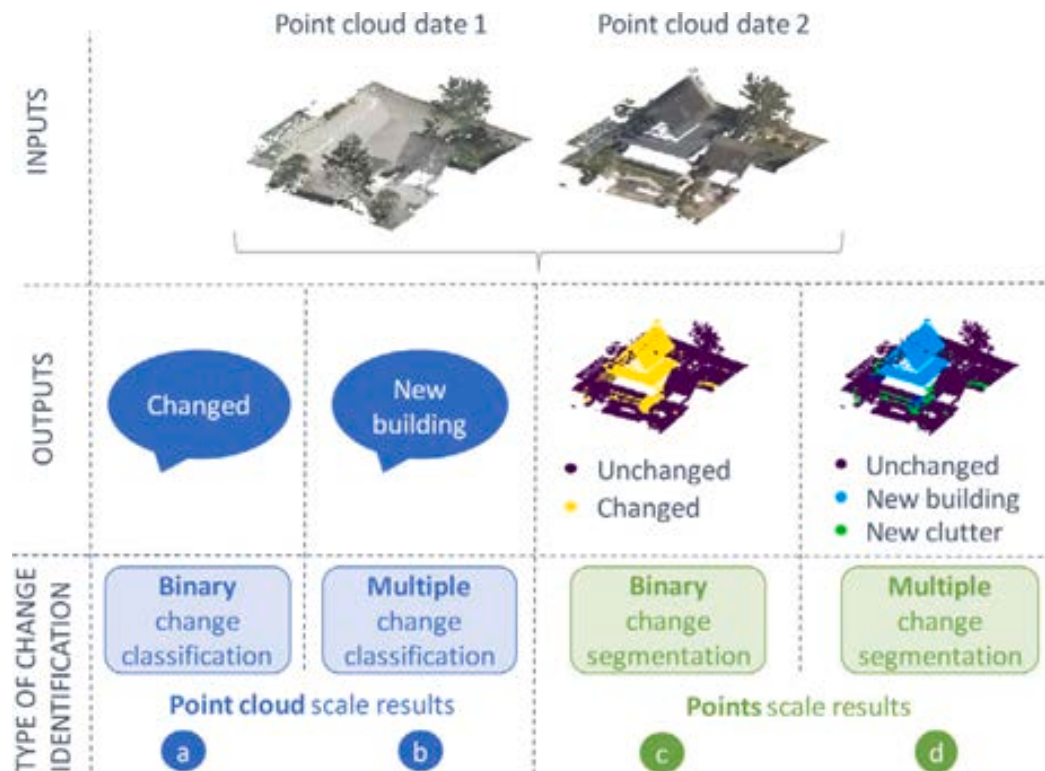 Point cloud date 1
Point cloud date 2
INPUTS
OUTPUTS
Changed
New
building
Unchanged
Changed
Unchanged
New building
New clutter
TYPE OF CHANGE
IDENTIFICATION
Binary
change
classification
Multiple
change
classification
Binary
change
segmentation
Multiple
change
segmentation
Point cloud scale results
Points scale results
a
b
c
d